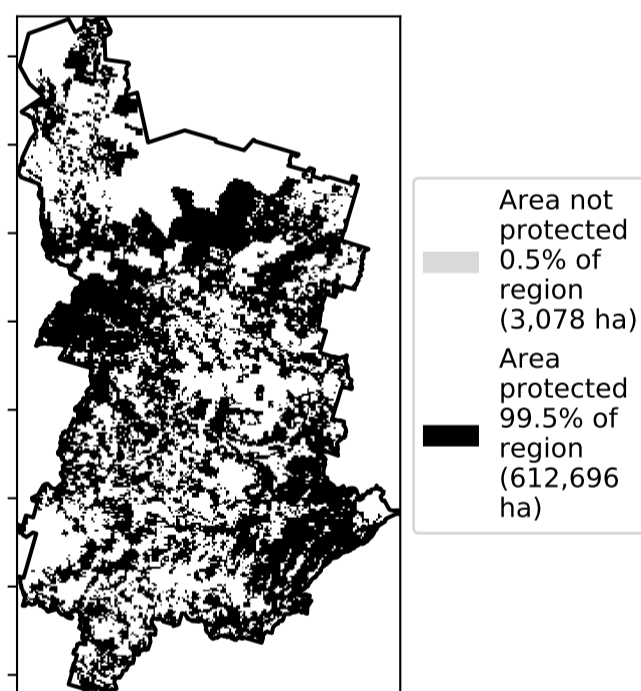 Area not
protected
0.5% of
region
(3,078 ha)
Area
protected
99.5% of
region
(612,696
ha)